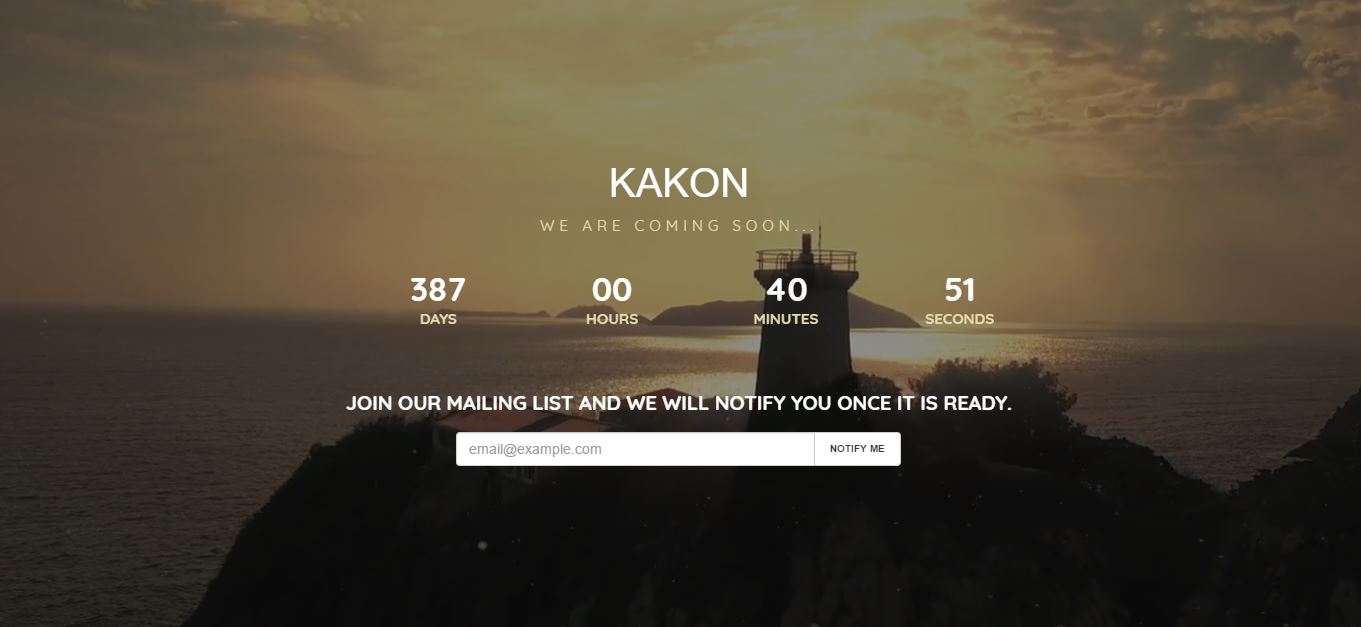 KAKON
WE ARE COMING SOON...
387 00 40 51
DAYS HOURS MINUTES SECONDS
JOIN OUR MAILING LIST AND WE WILL NOTIFY YOU ONCE IT IS READY.
email@example.com NOTIFY ME